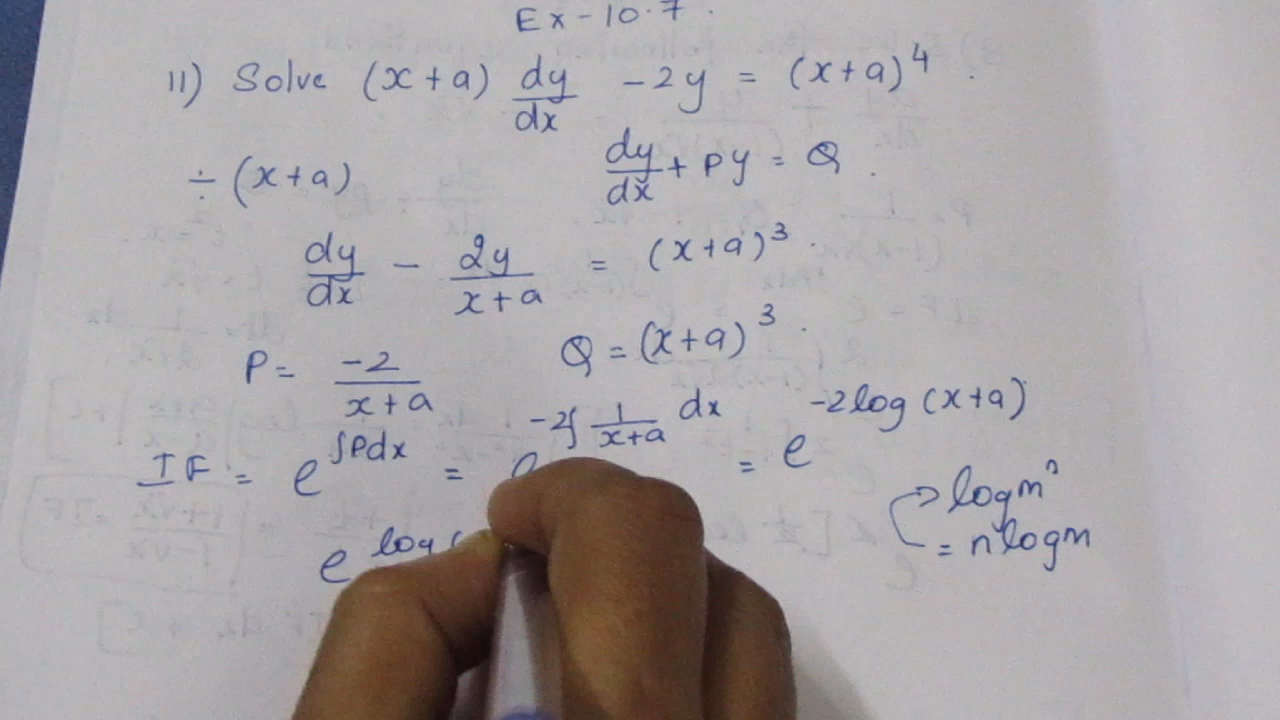 Ex-10.7.
11) Solve (x+a) dy/dx - 2y = (x+a)^4.
÷ (x+a) dy/dx + Py = Q.
dy/dx - 2y/(x+a) = (x+a)^3.
P = -2/(x+a) Q = (x+a)^3.
IF = e^∫Pdx = e^-2∫1/(x+a) dx = e^-2log(x+a)
→ log m^n
= n log m
e^log(